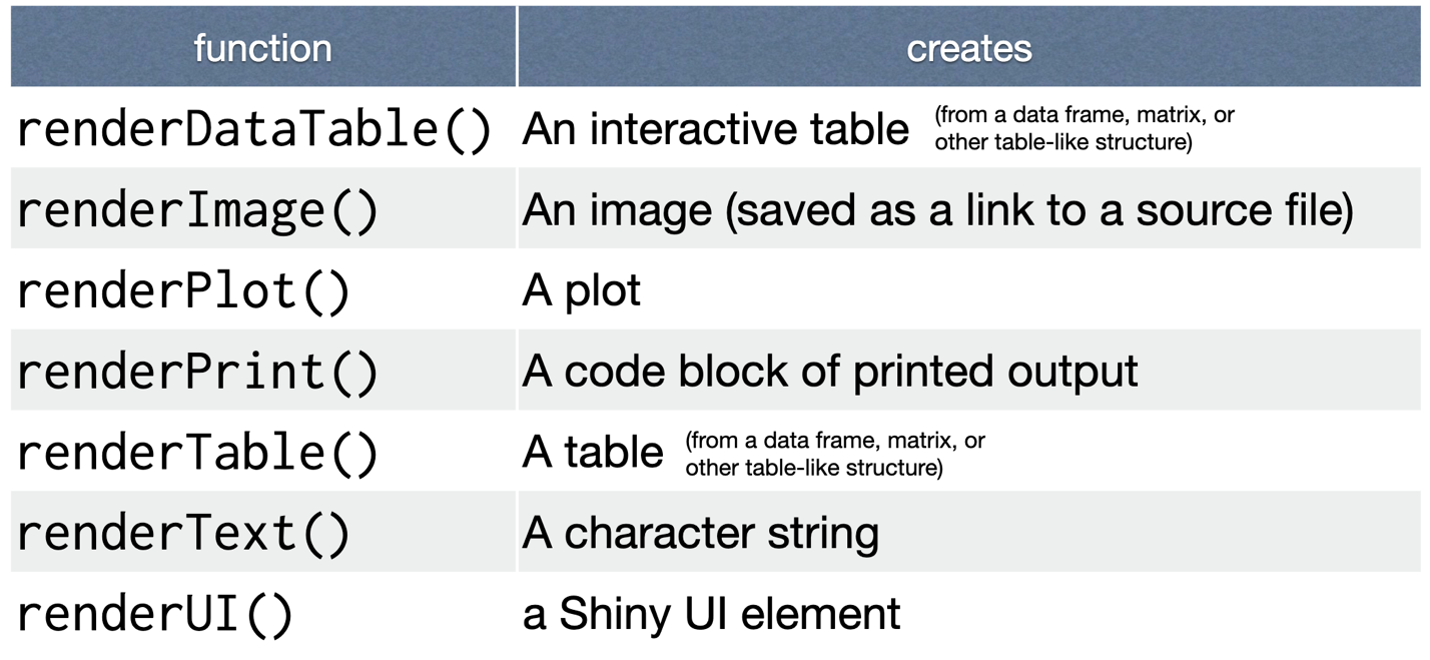 function creates
renderDataTable() An interactive table (from a data frame, matrix, or
other table-like structure)
renderImage() An image (saved as a link to a source file)
renderPlot() A plot
renderPrint() A code block of printed output
renderTable() A table (from a data frame, matrix, or
other table-like structure)
renderText() A character string
renderUI() a Shiny UI element